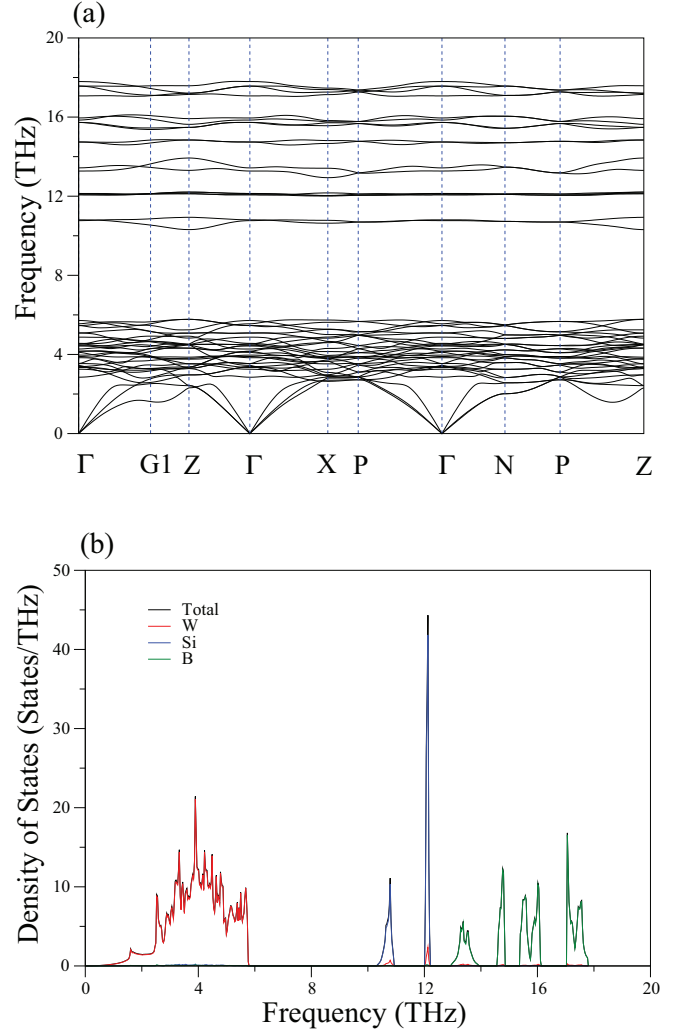 (a)
20
16
12
8
4
0
Frequency (THz)
Γ G1 Z Γ X P Γ N P Z
(b)
50
40
30
20
10
0
Density of States (States/THz)
Total
W
Si
B
0 4 8 12 16 20
Frequency (THz)